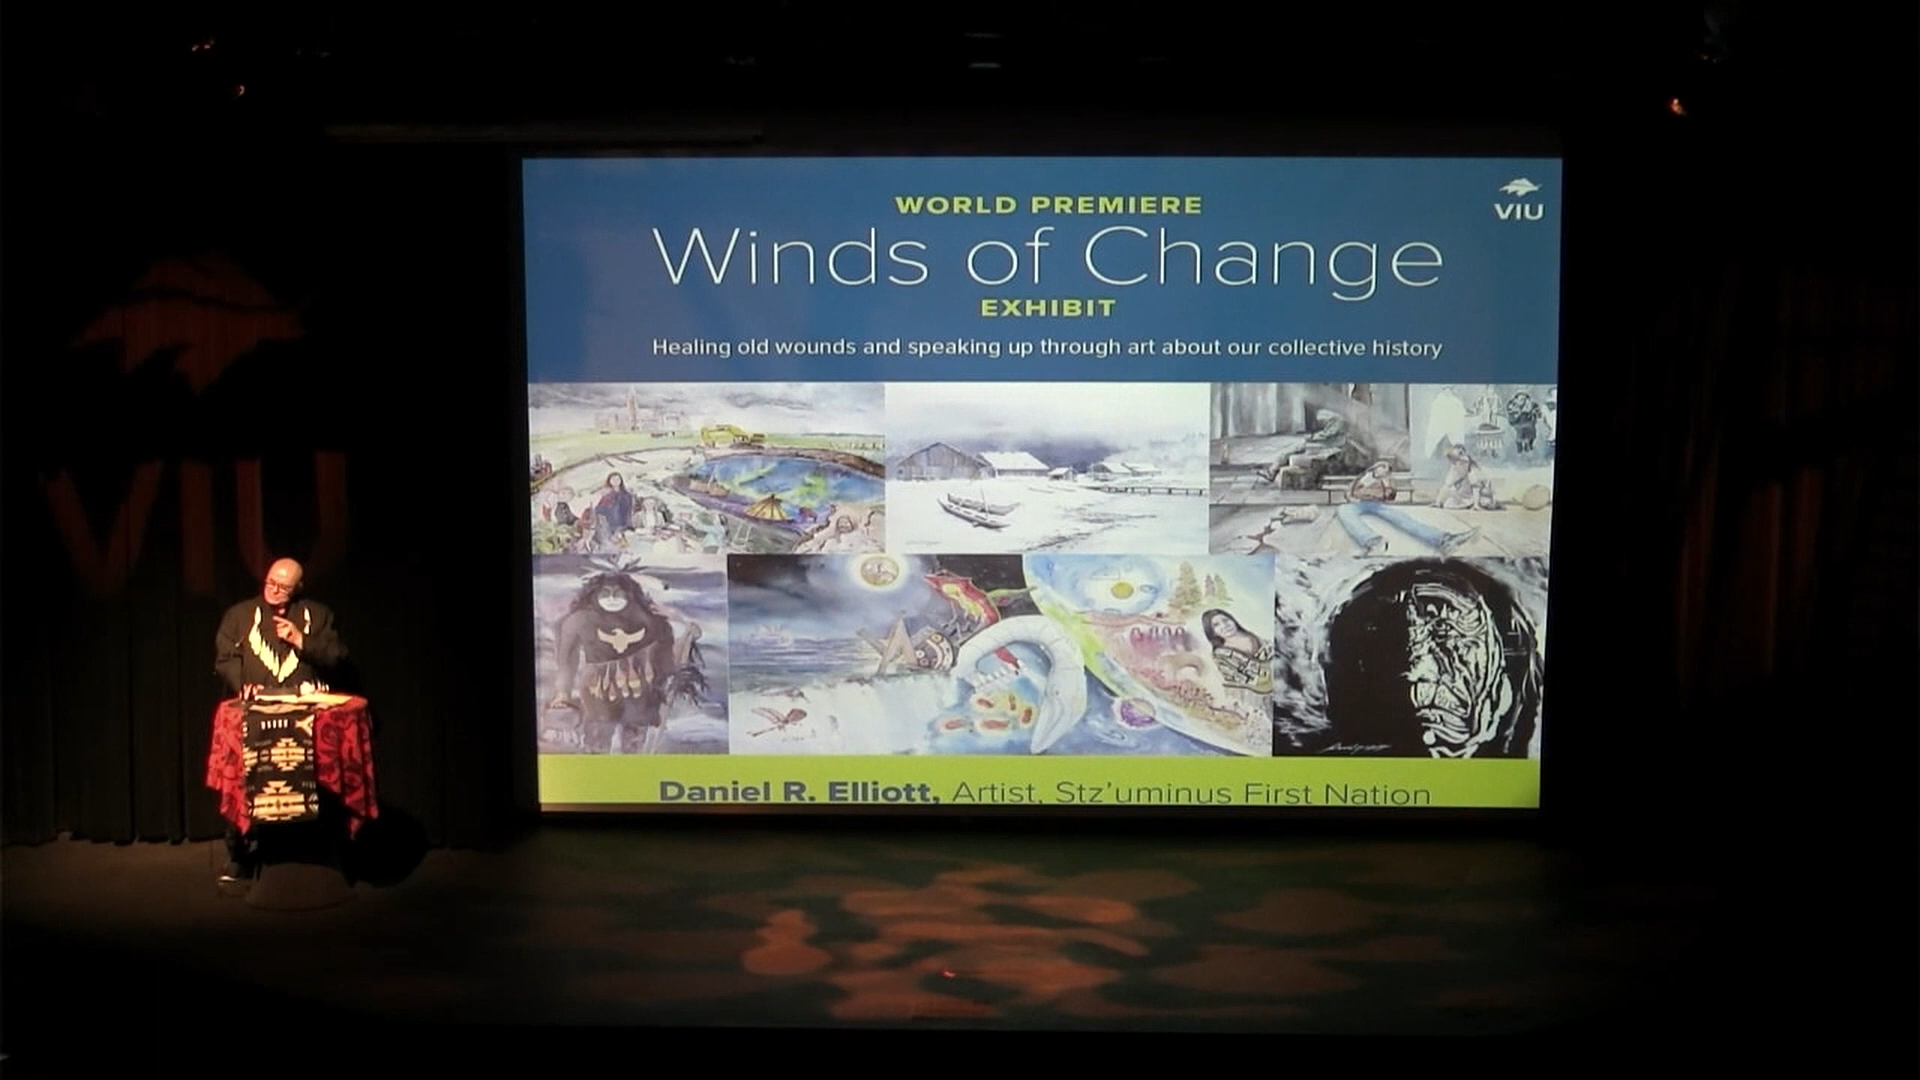 WORLD PREMIERE
VIU
Winds of Change
EXHIBIT
Healing old wounds and speaking up through art about our collective history
VIU
Daniel R. Elliott, Artist, Stz'uminus First Nation